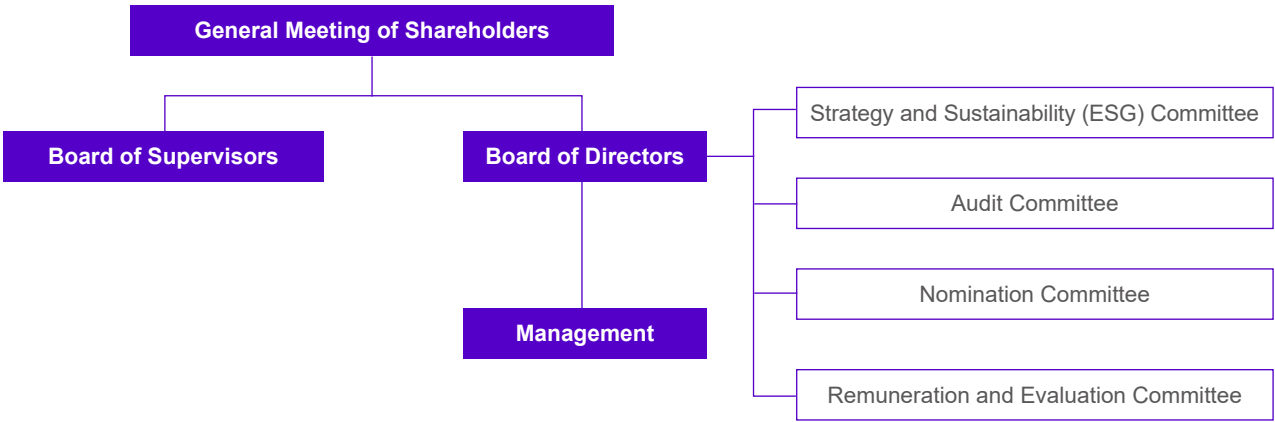 General Meeting of Shareholders
Board of Supervisors
Board of Directors
Strategy and Sustainability (ESG) Committee
Audit Committee
Nomination Committee
Management
Remuneration and Evaluation Committee